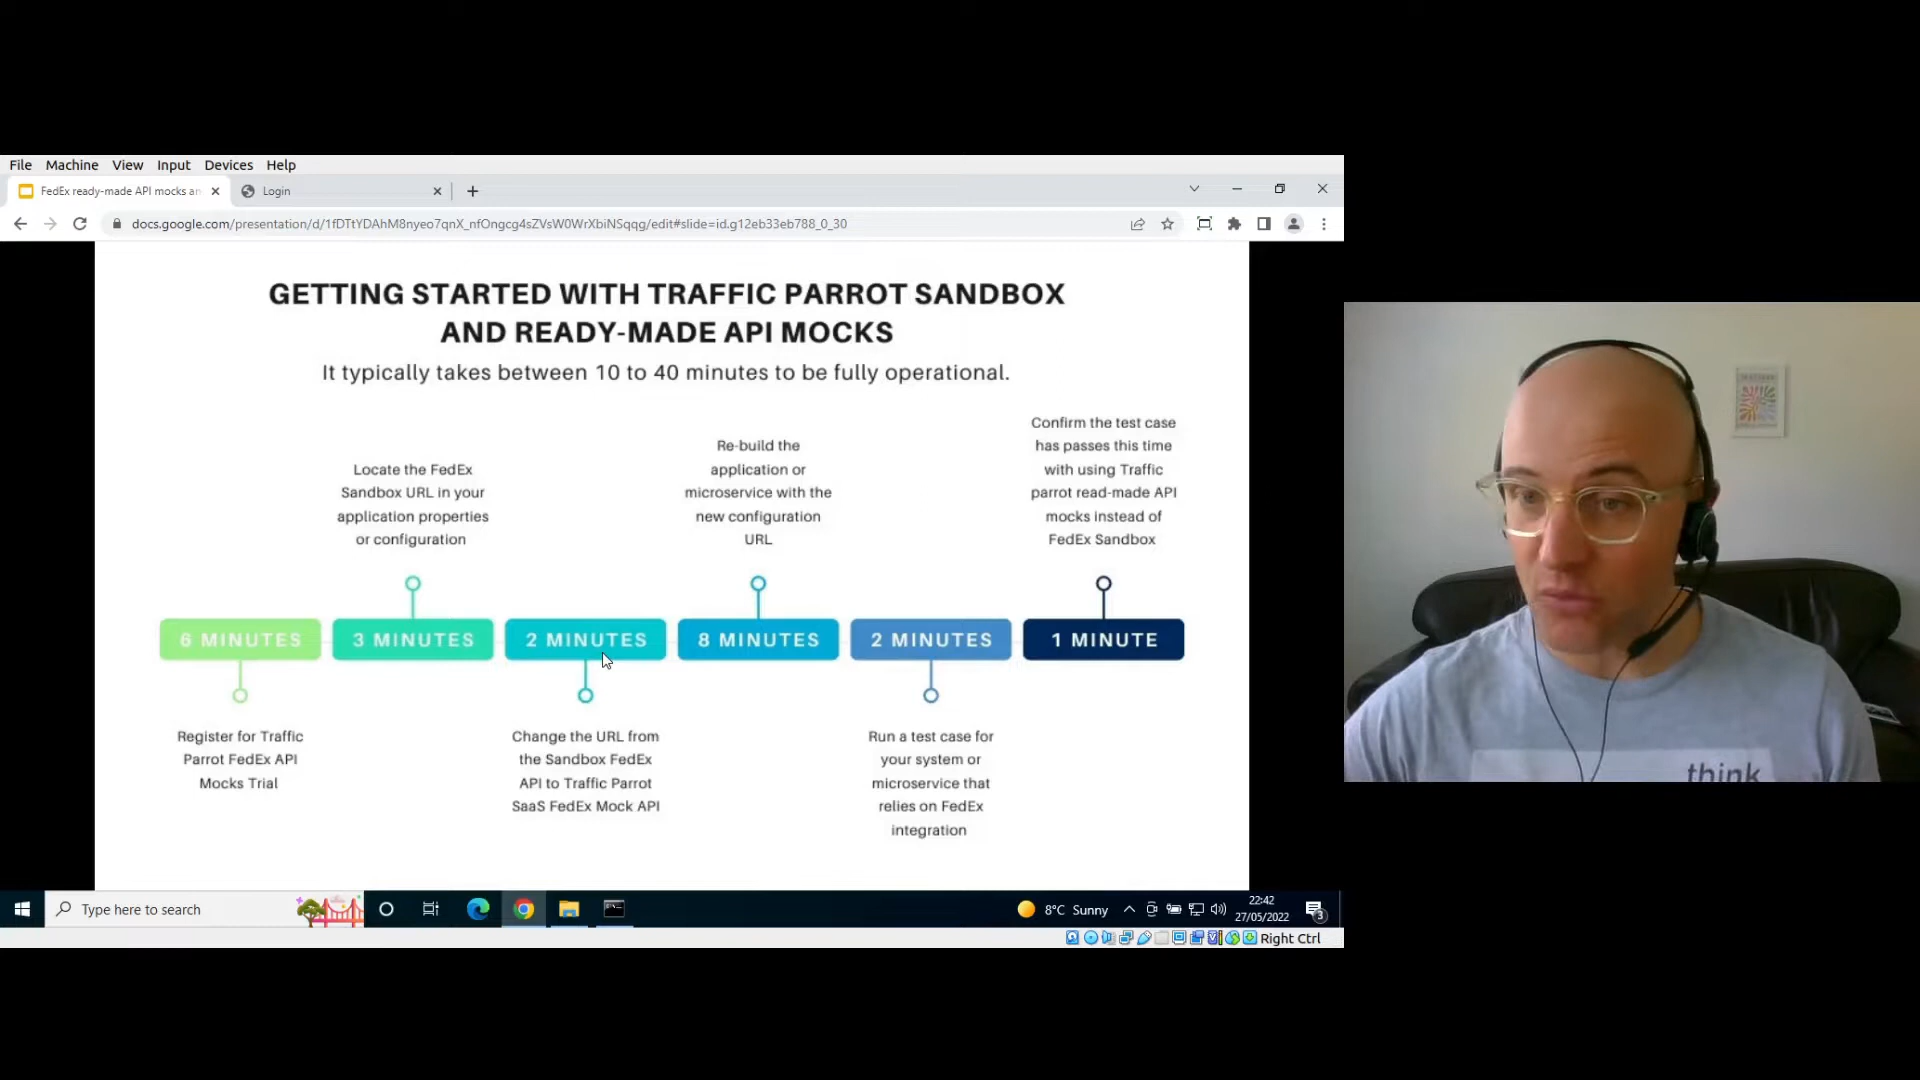 File Machine View Input Devices Help
FedEx ready-made API mocks an
Login
docs.google.com/presentation/d/1fDTtYDAhM8nyeo7qnX_nfOngcg4sZVsW0WrXbiNSqqg/edit#slide=id.g12eb33eb788_0_30
GETTING STARTED WITH TRAFFIC PARROT SANDBOX
AND READY-MADE API MOCKS
It typically takes between 10 to 40 minutes to be fully operational.
Locate the FedEx
Sandbox URL in your
application properties
or configuration
Re-build the
application or
microservice with the
new configuration
URL
Confirm the test case
has passes this time
with using Traffic
parrot read-made API
mocks instead of
FedEx Sandbox
6 MINUTES
3 MINUTES
2 MINUTES
8 MINUTES
2 MINUTES
1 MINUTE
Register for Traffic
Parrot FedEx API
Mocks Trial
Change the URL from
the Sandbox FedEx
API to Traffic Parrot
SaaS FedEx Mock API
Run a test case for
your system or
microservice that
relies on FedEx
integration
think
Type here to search
8°C Sunny
22:42
27/05/2022
3
Right Ctrl